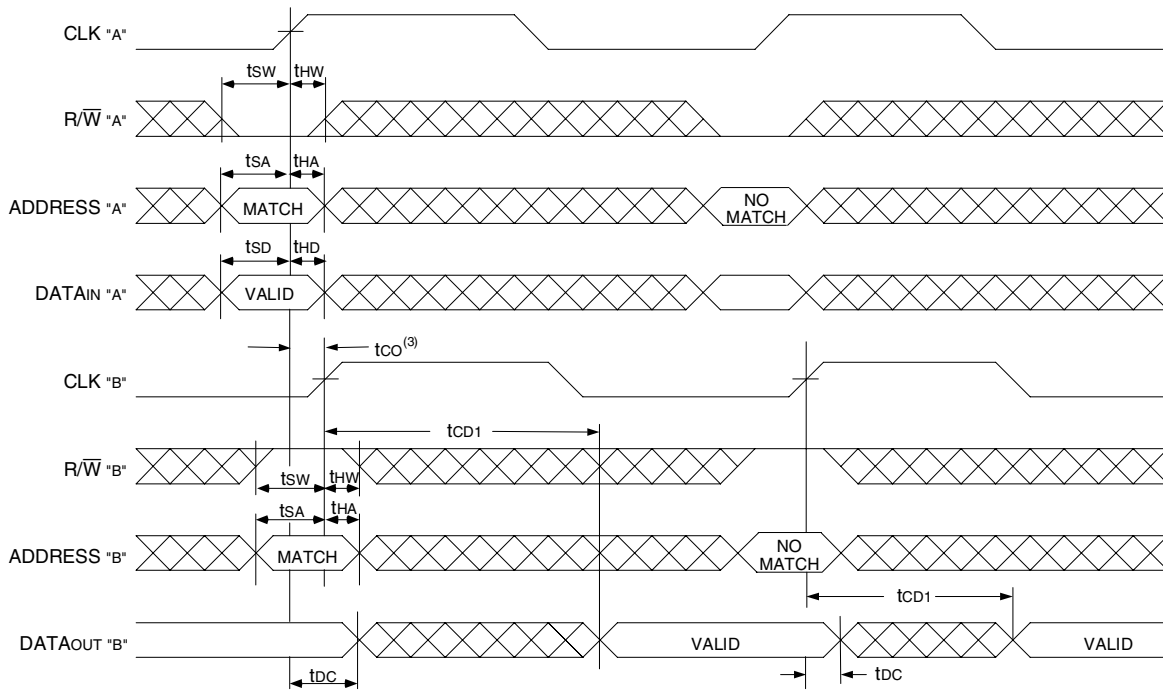 CLK "A"
tSW tHW
R/W̅ "A"
tSA tHA
ADDRESS "A" MATCH NO MATCH
tSD tHD
DATAIN "A" VALID
tCO(3)
CLK "B"
tCD1
R/W̅ "B"
tSW tHW
tSA tHA
ADDRESS "B" MATCH NO MATCH
tCD1
DATAOUT "B" VALID VALID
tDC tDC